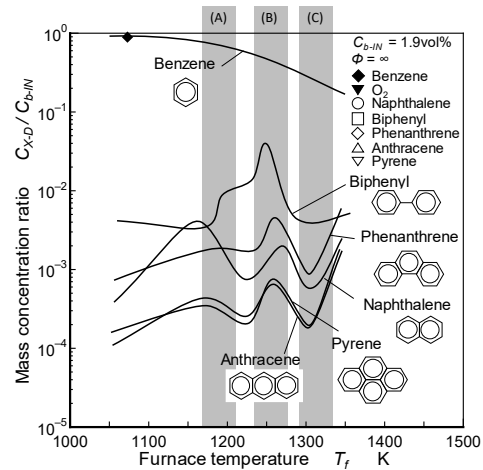 (A) (B) (C)
10⁰
10⁻¹
10⁻²
10⁻³
10⁻⁴
10⁻⁵
Mass concentration ratio C_X-D / C_b-IN
C_b-IN = 1.9vol%
Φ = ∞
◆ Benzene
▼ O₂
○ Naphthalene
□ Biphenyl
◇ Phenanthrene
△ Anthracene
▽ Pyrene
Benzene
Biphenyl
Phenanthrene
Naphthalene
Pyrene
Anthracene
1000 1100 1200 1300 1400 1500
Furnace temperature T_f K